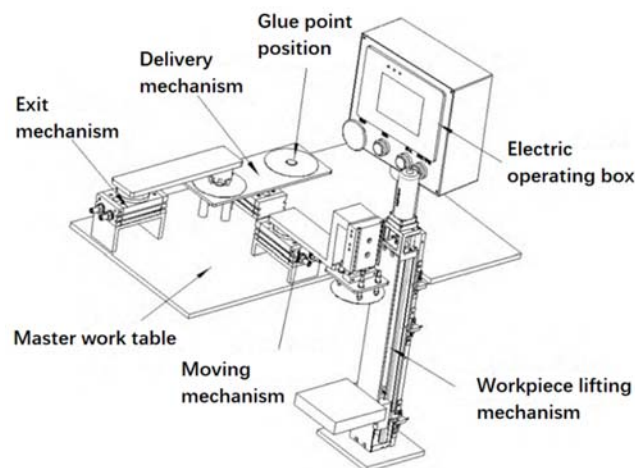 Glue point
position
Delivery
mechanism
Exit
mechanism
Electric
operating box
Master work table
Moving
mechanism
Workpiece lifting
mechanism